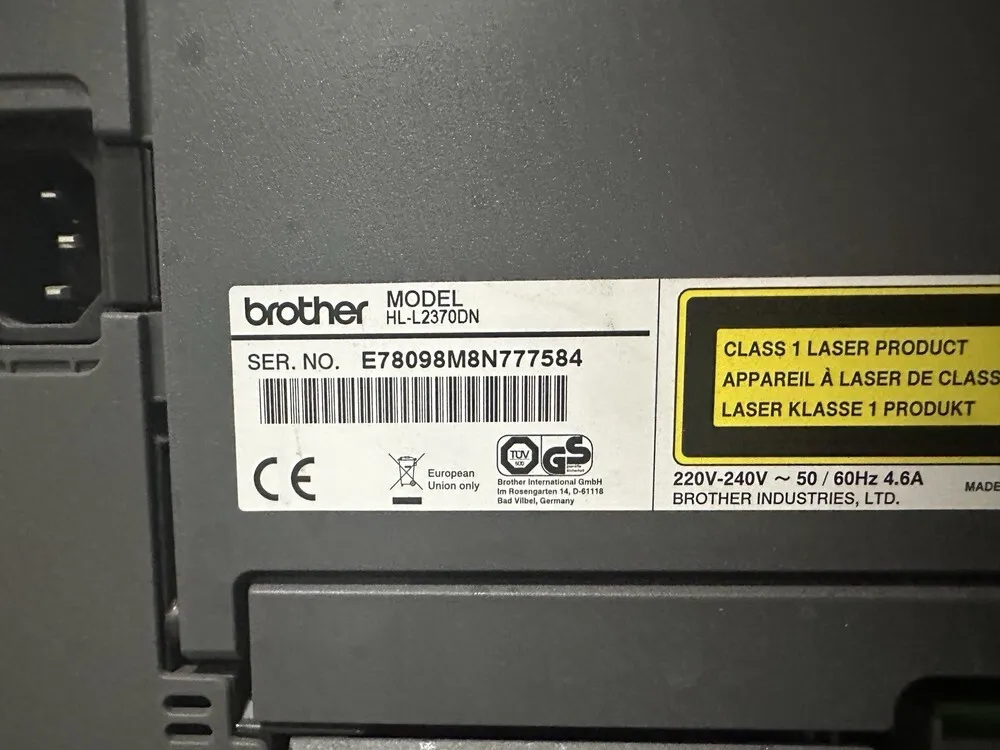 brother
MODEL
HL-L2370DN
SER. NO. E78098M8N777584
CE
European
Union only
TÜV
SÜD
GS
Brother International GmbH
Im Rosengarten 14, D-61118
Bad Vilbel, Germany
CLASS 1 LASER PRODUCT
APPAREIL À LASER DE CLASS
LASER KLASSE 1 PRODUKT
220V-240V ~ 50 / 60Hz 4.6A
BROTHER INDUSTRIES, LTD.
MADE